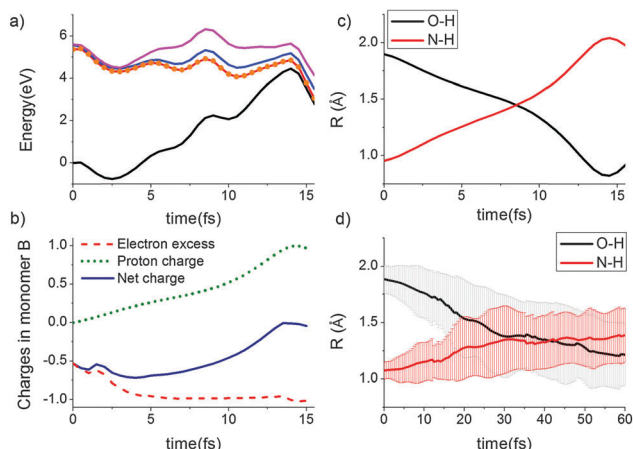 a)
Energy(eV)
6
4
2
0
0 5 10 15
time(fs)
b)
Charges in monomer B
1.0
0.5
0.0
-0.5
-1.0
Electron excess
Proton charge
Net charge
0 5 10 15
time(fs)
c)
O-H
N-H
R (Å)
2.0
1.5
1.0
0 5 10 15
time(fs)
d)
O-H
N-H
R (Å)
2.0
1.5
1.0
0 10 20 30 40 50 60
time(fs)